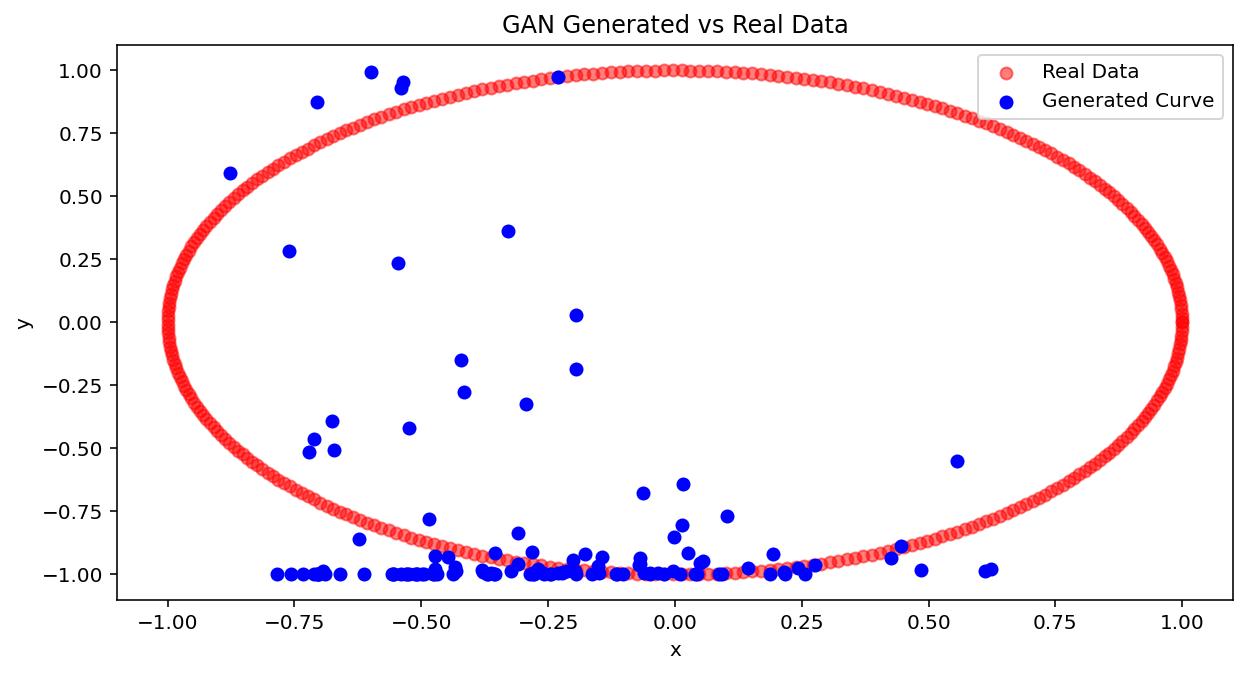 GAN Generated vs Real Data
Real Data
Generated Curve
1.00
0.75
0.50
0.25
0.00
−0.25
−0.50
−0.75
−1.00
y
−1.00 −0.75 −0.50 −0.25 0.00 0.25 0.50 0.75 1.00
x